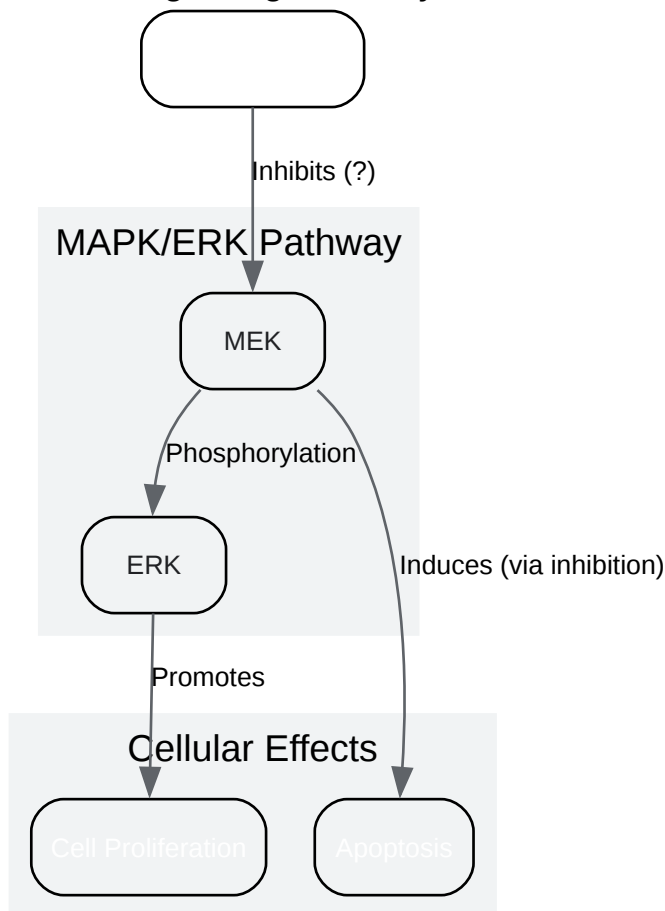 Inhibits (?)
MAPK/ERK Pathway
MEK
Phosphorylation
ERK
Induces (via inhibition)
Promotes
Cellular Effects
Cell Proliferation
Apoptosis